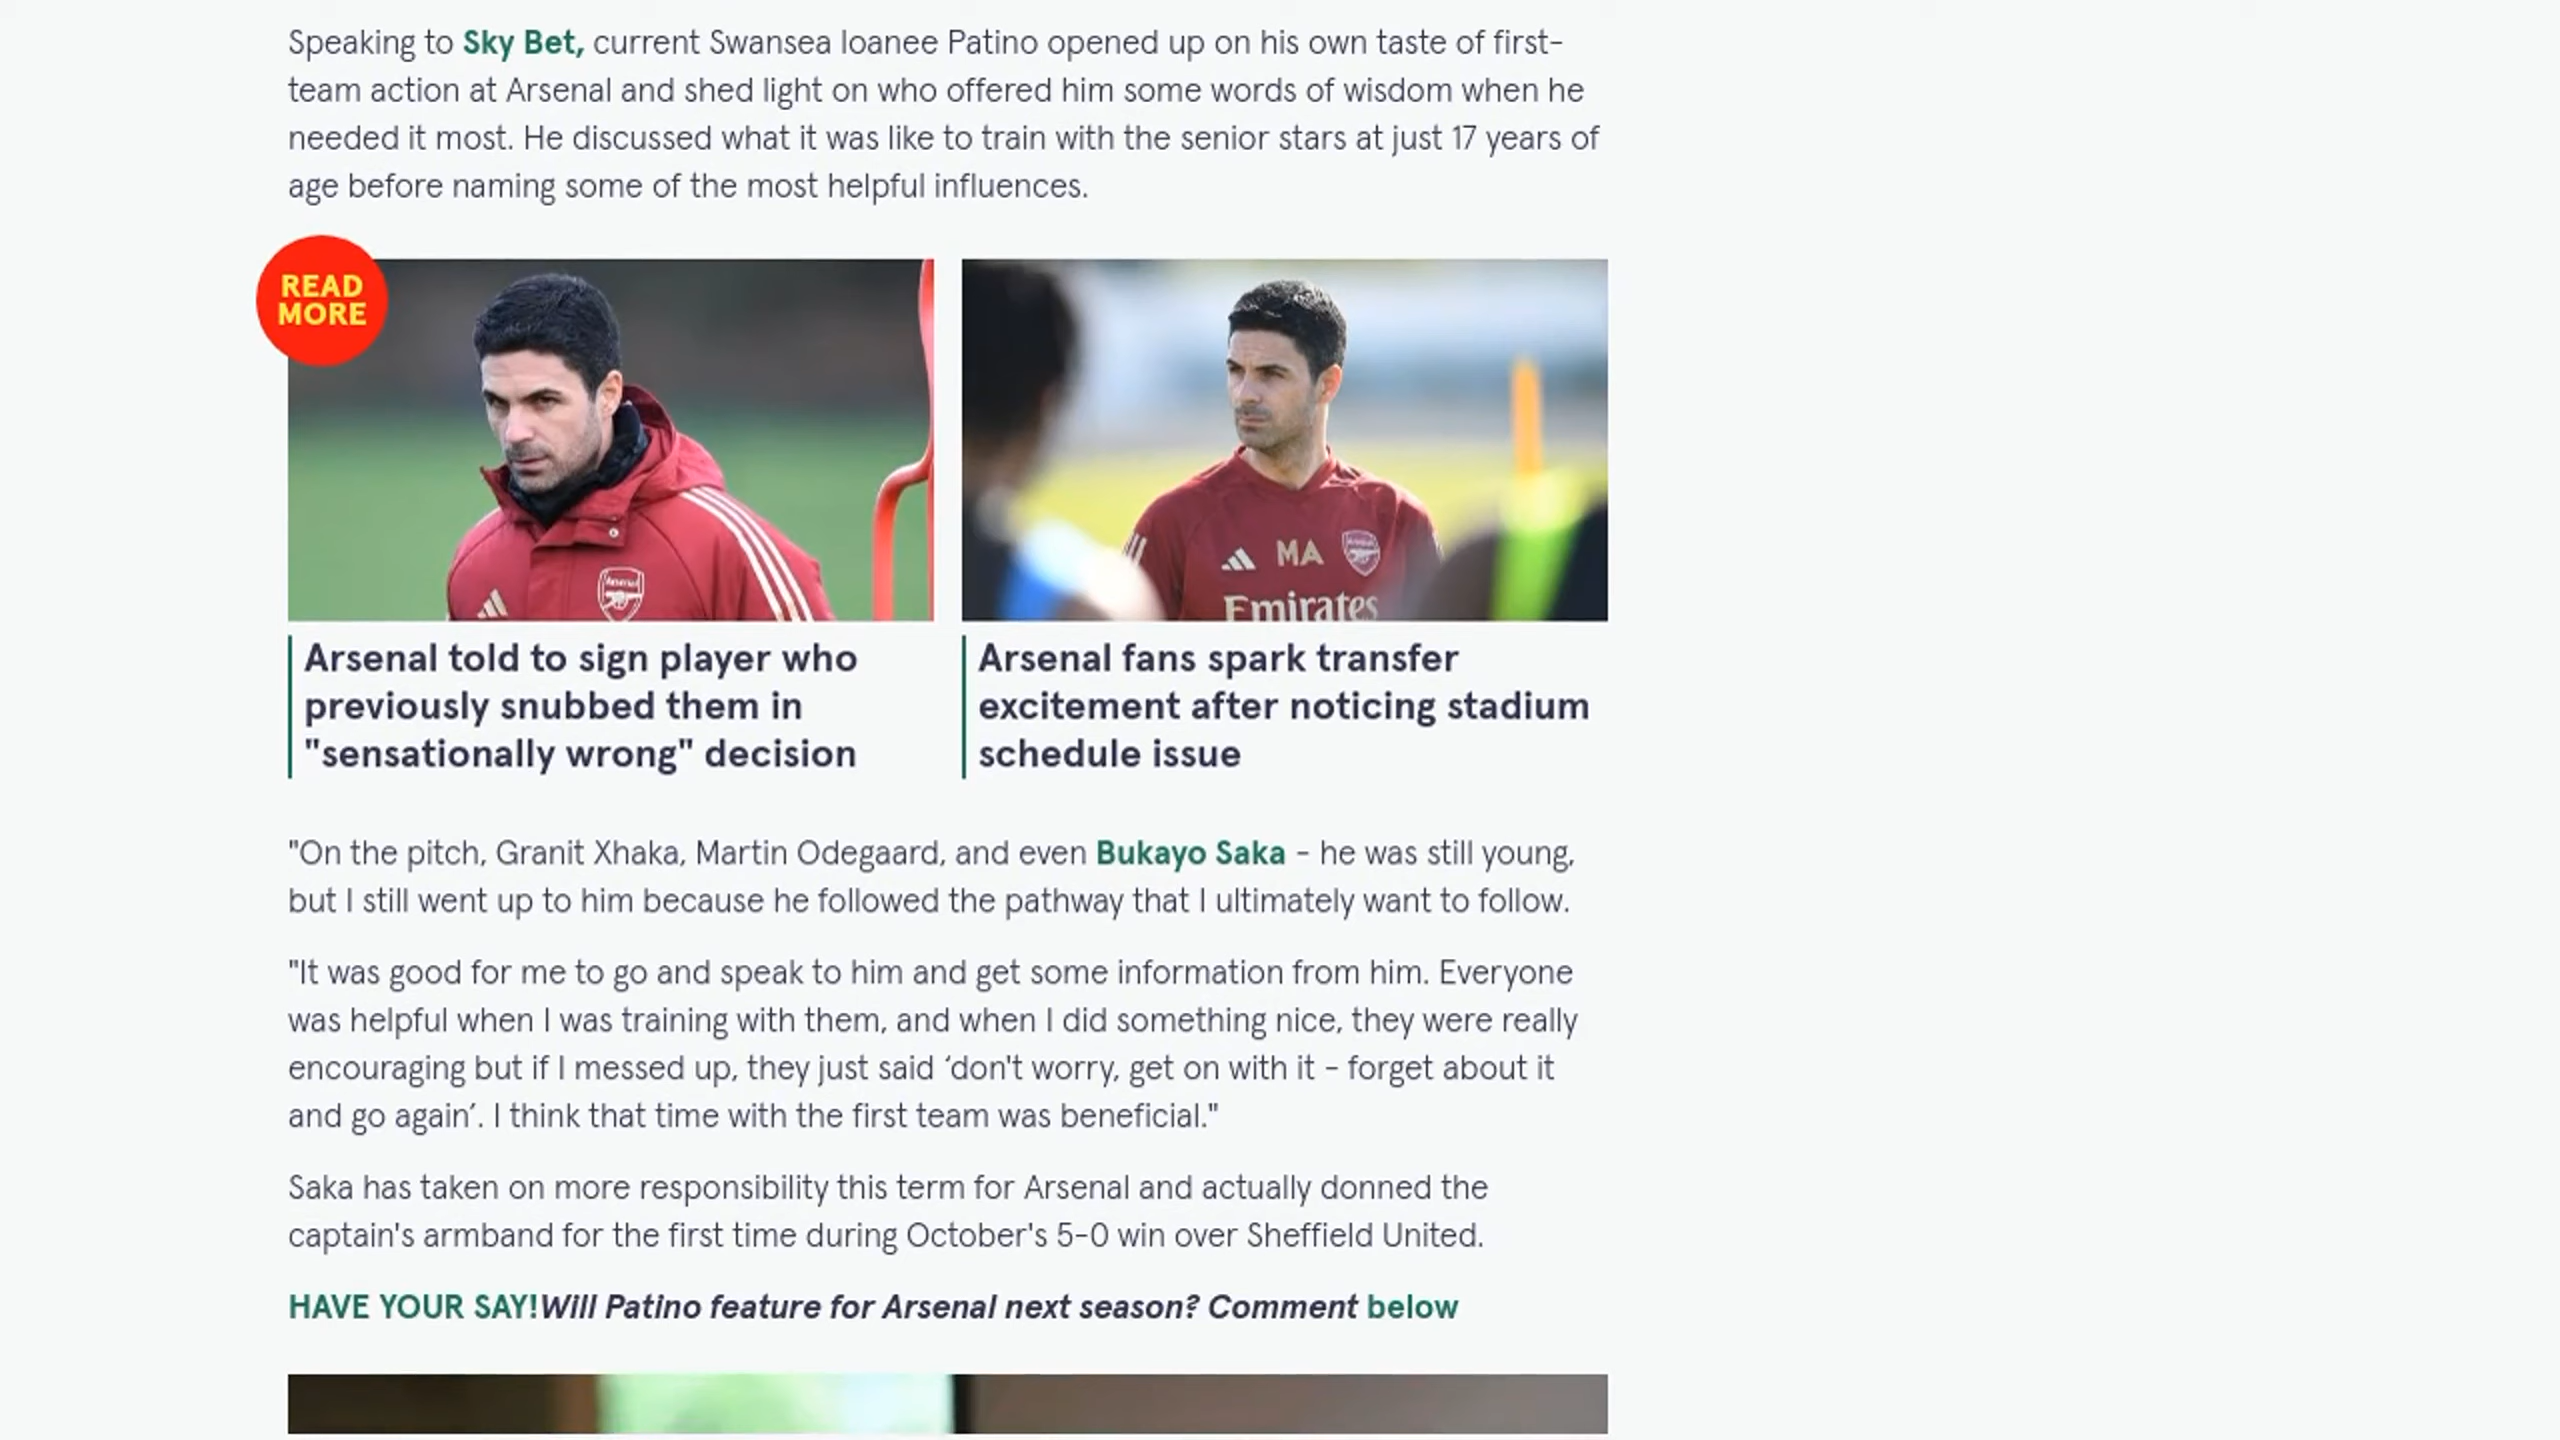 Speaking to Sky Bet, current Swansea loanee Patino opened up on his own taste of first-
team action at Arsenal and shed light on who offered him some words of wisdom when he
needed it most. He discussed what it was like to train with the senior stars at just 17 years of
age before naming some of the most helpful influences.
READ
MORE
Arsenal
MA
Arsenal
Emirates
Arsenal told to sign player who
previously snubbed them in
"sensationally wrong" decision
Arsenal fans spark transfer
excitement after noticing stadium
schedule issue
"On the pitch, Granit Xhaka, Martin Odegaard, and even Bukayo Saka - he was still young,
but I still went up to him because he followed the pathway that I ultimately want to follow.
"It was good for me to go and speak to him and get some information from him. Everyone
was helpful when I was training with them, and when I did something nice, they were really
encouraging but if I messed up, they just said ‘don't worry, get on with it - forget about it
and go again’. I think that time with the first team was beneficial."
Saka has taken on more responsibility this term for Arsenal and actually donned the
captain's armband for the first time during October's 5-0 win over Sheffield United.
HAVE YOUR SAY!Will Patino feature for Arsenal next season? Comment below